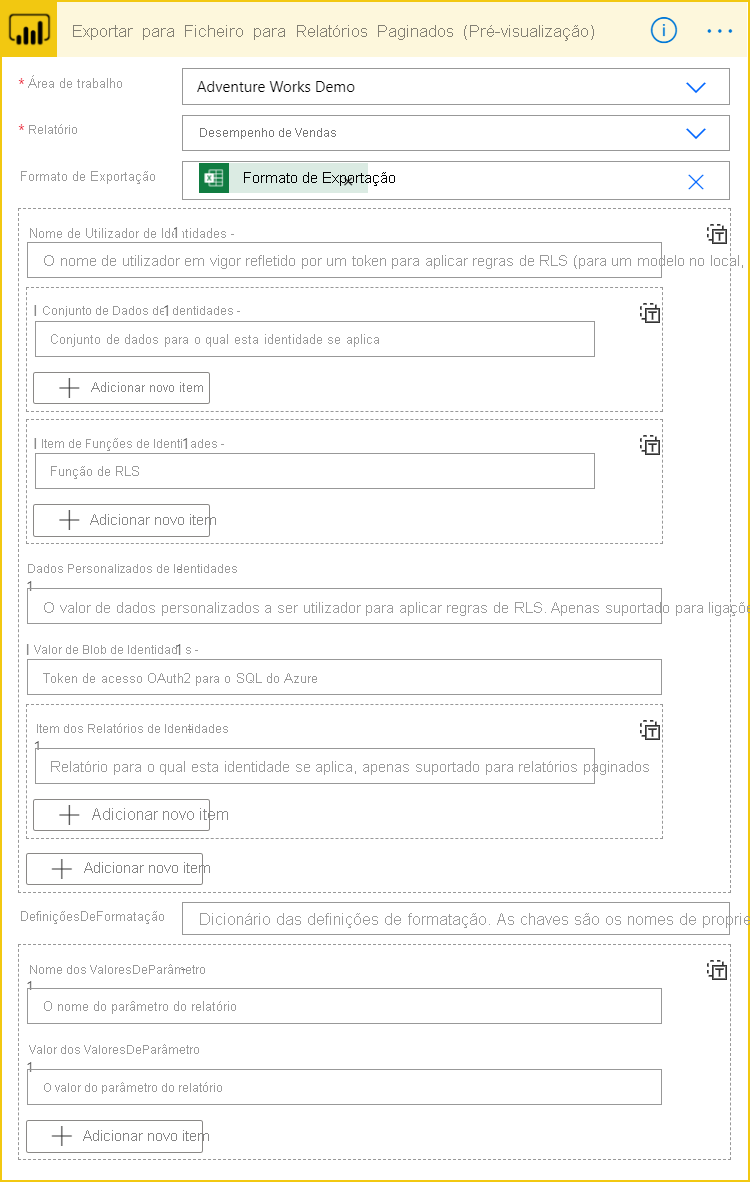 Exportar para Ficheiro para Relatórios Paginados (Pré-visualização)
* Área de trabalho
Adventure Works Demo
* Relatório
Desempenho de Vendas
Formato de Exportação
Formato de Exportação
Nome de Utilizador de Identidades - 1
O nome de utilizador em vigor refletido por um token para aplicar regras de RLS (para um modelo no local,
Conjunto de Dados de Identidades - 1
Conjunto de dados para o qual esta identidade se aplica
Adicionar novo item
Item de Funções de Identidades - 1
Função de RLS
Adicionar novo item
Dados Personalizados de Identidades -
1
O valor de dados personalizados a ser utilizador para aplicar regras de RLS. Apenas suportado para ligaçõe
Valor de Blob de Identidades - 1
Token de acesso OAuth2 para o SQL do Azure
Item dos Relatórios de Identidades -
1
Relatório para o qual esta identidade se aplica, apenas suportado para relatórios paginados
Adicionar novo item
Adicionar novo item
DefiniçõesDeFormatação
Dicionário das definições de formatação. As chaves são os nomes de proprie
Nome dos ValoresDeParâmetro -
1
O nome do parâmetro do relatório
Valor dos ValoresDeParâmetro
1
O valor do parâmetro do relatório
Adicionar novo item